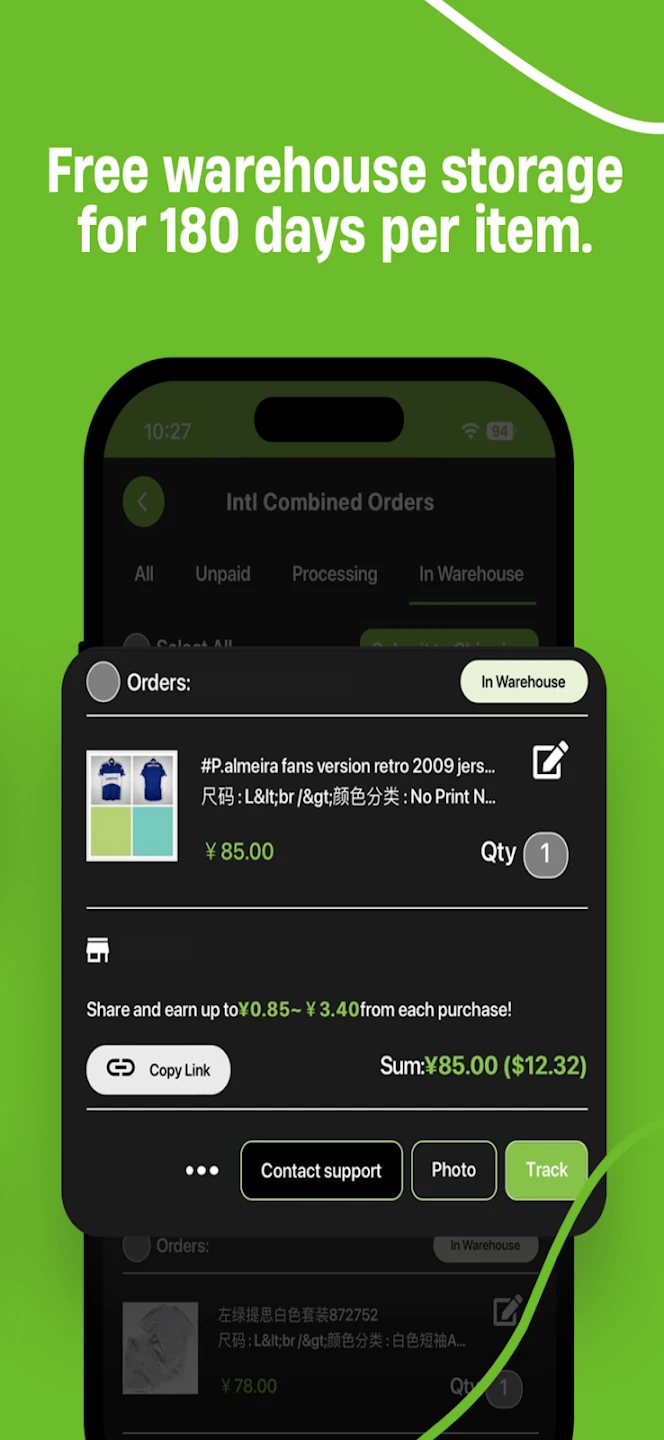 Free warehouse storage
for 180 days per item.
10:27
94
Intl Combined Orders
All Unpaid Processing In Warehouse
Select All
Orders: In Warehouse
#P.almeira fans version retro 2009 jers...
尺码 : L&lt;br /&gt;颜色分类 : No Print N...
¥ 85.00 Qty 1
Share and earn up to¥0.85~ ¥ 3.40from each purchase!
Copy Link Sum:¥85.00 ($12.32)
••• Contact support Photo Track
Orders: In Warehouse
左绿提思白色套装872752
尺码 : L&lt;br /&gt;颜色分类 : 白色短袖A...
¥ 78.00 Qty 1